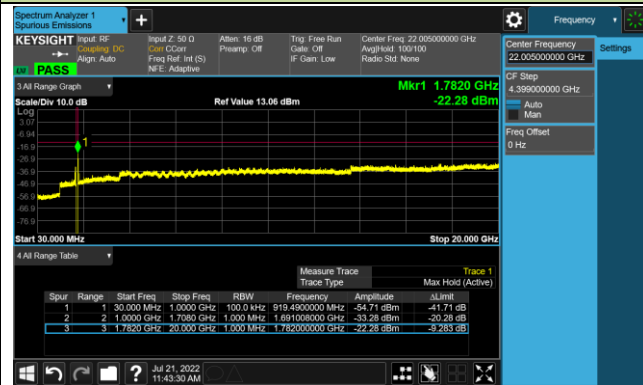 Spectrum Analyzer 1
Spurious Emissions
+
Frequency
KEYSIGHT Input: RF Input Z: 50 Ω Atten: 16 dB Trig: Free Run Center Freq: 22.005000000 GHz
Coupling: DC Corr CCorr Preamp: Off Gate: Off Avg|Hold: 100/100
Align: Auto Freq Ref: Int (S) IF Gain: Low Radio Std: None
NFE: Adaptive
PASS
Center Frequency
22.005000000 GHz
Settings
CF Step
4.399000000 GHz
Auto
Man
Freq Offset
0 Hz
3 All Range Graph
Mkr1 1.7820 GHz
Scale/Div 10.0 dB Ref Value 13.06 dBm -22.28 dBm
Log
3.07
-6.94
-16.9
-26.9
-36.9
-46.9
-56.9
-66.9
-76.9
1
Start 30.000 MHz Stop 20.000 GHz
4 All Range Table
Measure Trace Trace 1
Trace Type Max Hold (Active)
Spur Range Start Freq Stop Freq RBW Frequency Amplitude ΔLimit
1 1 30.000 MHz 1.0000 GHz 100.0 kHz 919.4900000 MHz -54.71 dBm -41.71 dB
2 2 1.0000 GHz 1.7080 GHz 1.000 MHz 1.691008000 GHz -33.28 dBm -20.28 dB
3 3 1.7820 GHz 20.000 GHz 1.000 MHz 1.782000000 GHz -22.28 dBm -9.283 dB
?
Jul 21, 2022
11:43:30 AM